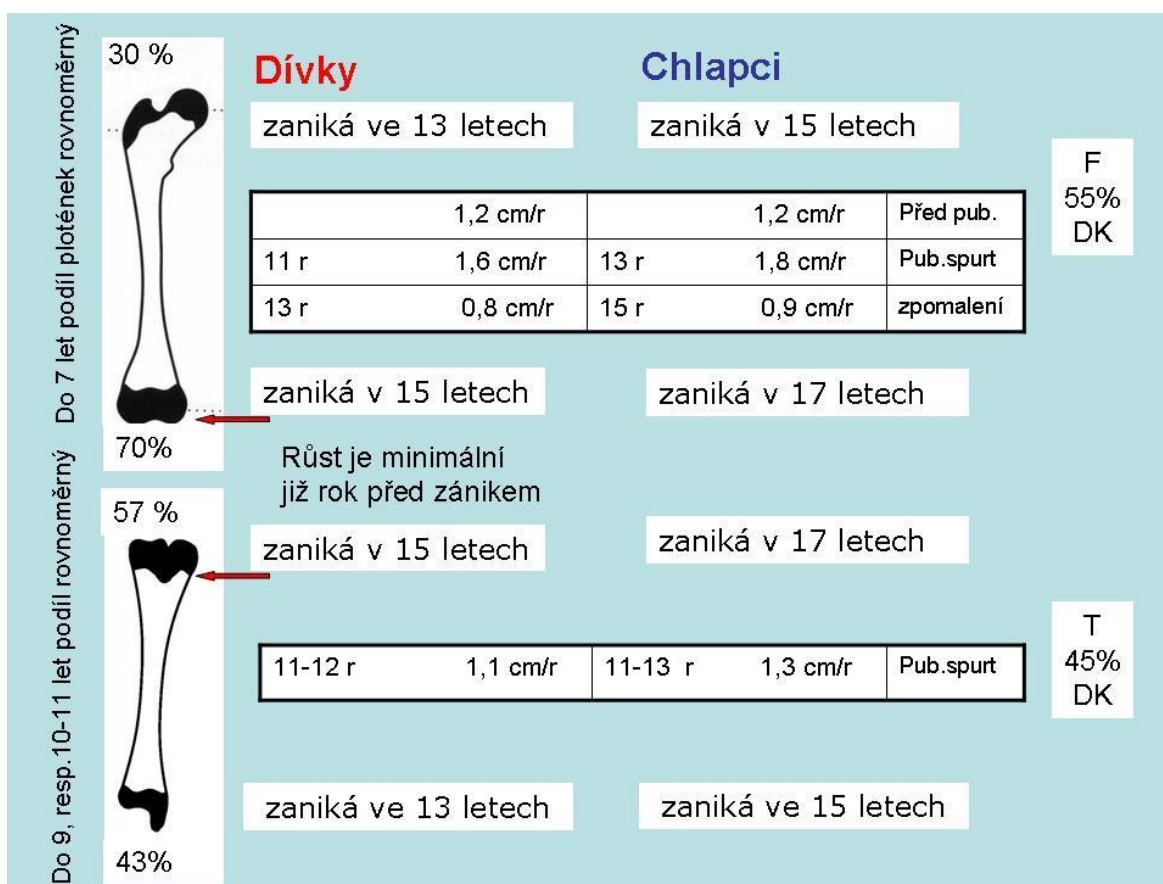 30 %
Dívky
Chlapci
zaniká ve 13 letech
zaniká v 15 letech
F
55%
DK
1,2 cm/r 1,2 cm/r Před pub.
11 r 1,6 cm/r 13 r 1,8 cm/r Pub.spurt
13 r 0,8 cm/r 15 r 0,9 cm/r zpomalení
Do 7 let podíl plotének rovnoměrný
zaniká v 15 letech
zaniká v 17 letech
70%
Růst je minimální
již rok před zánikem
57 %
zaniká v 15 letech
zaniká v 17 letech
T
45%
DK
11-12 r 1,1 cm/r 11-13 r 1,3 cm/r Pub.spurt
Do 9, resp.10-11 let podíl rovnoměrný
zaniká ve 13 letech
zaniká ve 15 letech
43%